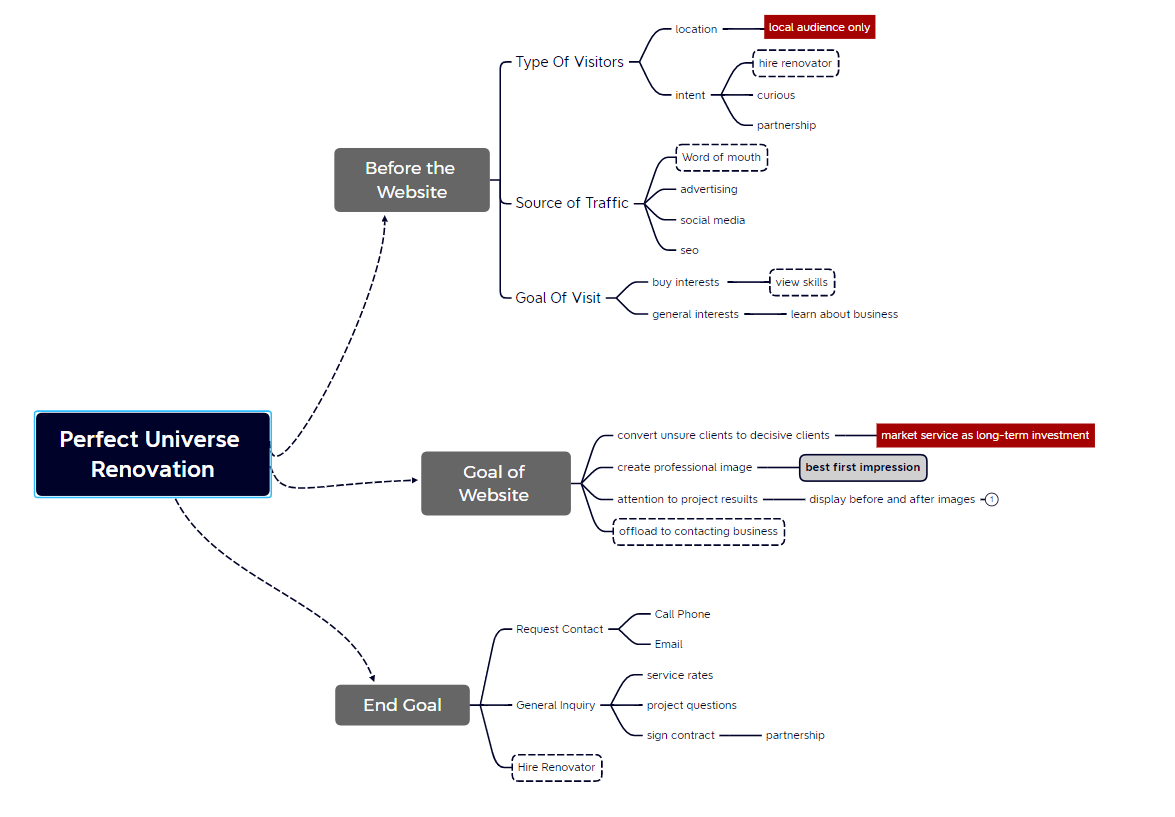 location
local audience only
Type Of Visitors
hire renovator
intent
curious
partnership
Before the
Website
Word of mouth
advertising
Source of Traffic
social media
seo
Goal Of Visit
buy interests
view skills
general interests
learn about business
Perfect Universe
Renovation
Goal of
Website
convert unsure clients to decisive clients
market service as long-term investment
create professional image
best first impression
attention to project resuilts
display before and after images
1
offload to contacting business
End Goal
Request Contact
Call Phone
Email
General Inquiry
service rates
project questions
sign contract
partnership
Hire Renovator